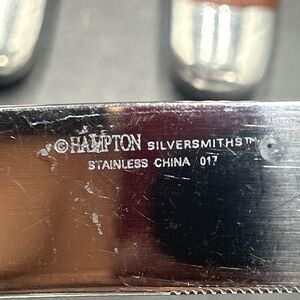 ©HAMPTON SILVERSMITHS™
STAINLESS CHINA 017